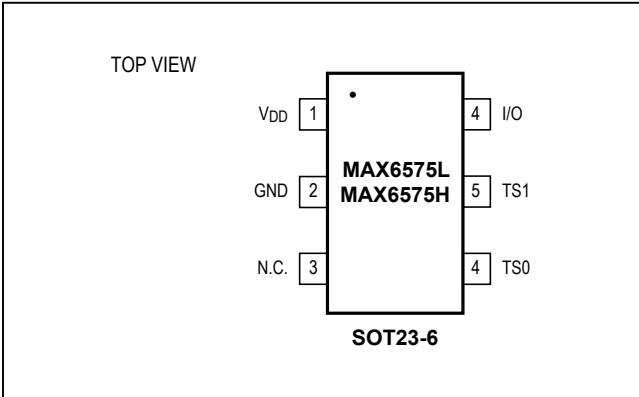 TOP VIEW
VDD 1 4 I/O
MAX6575L
GND 2 MAX6575H 5 TS1
N.C. 3 4 TS0
SOT23-6